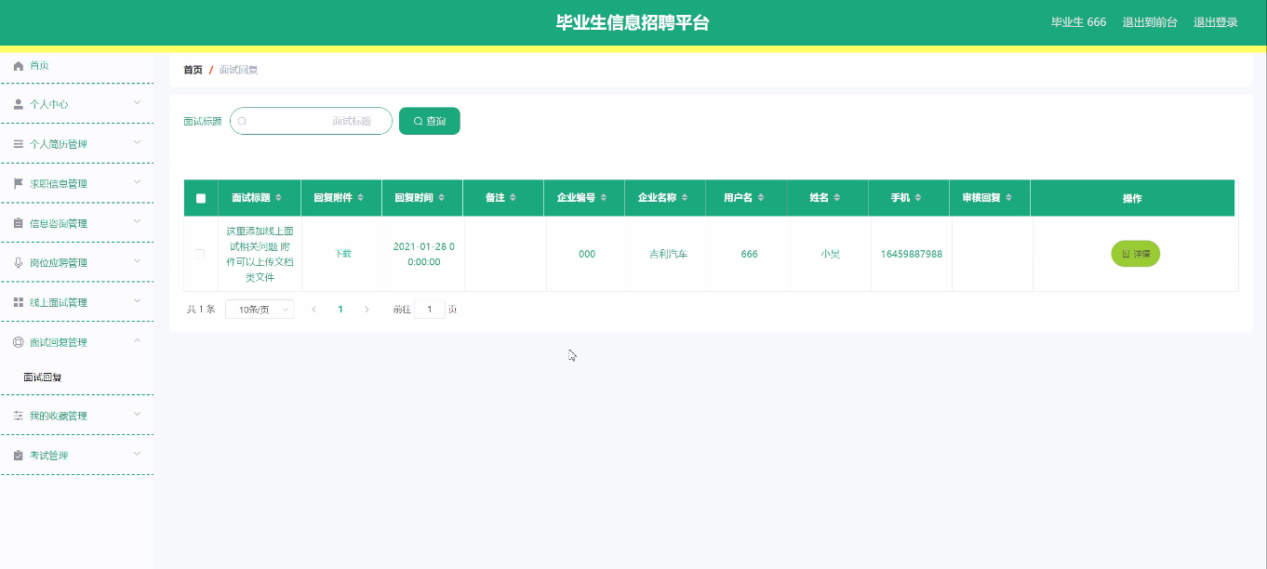 毕业生信息招聘平台
毕业生 666 退出到前台 退出登录
首页
个人中心
个人简历管理
求职信息管理
信息咨询管理
岗位应聘管理
线上面试管理
面试回复管理
面试回复
我的收藏管理
考试管理
首页 / 面试回复
面试标题 面试标题 查询
面试标题 回复附件 回复时间 备注 企业编号 企业名称 用户名 姓名 手机 审核回复 操作
这里添加线上面
试相关问题 附
件可以上传文档
类文件
下载
2021-01-28 0
0:00:00
000 吉利汽车 666 小吴 16459887988 详情
共 1 条 10条/页 1 前往 1 页